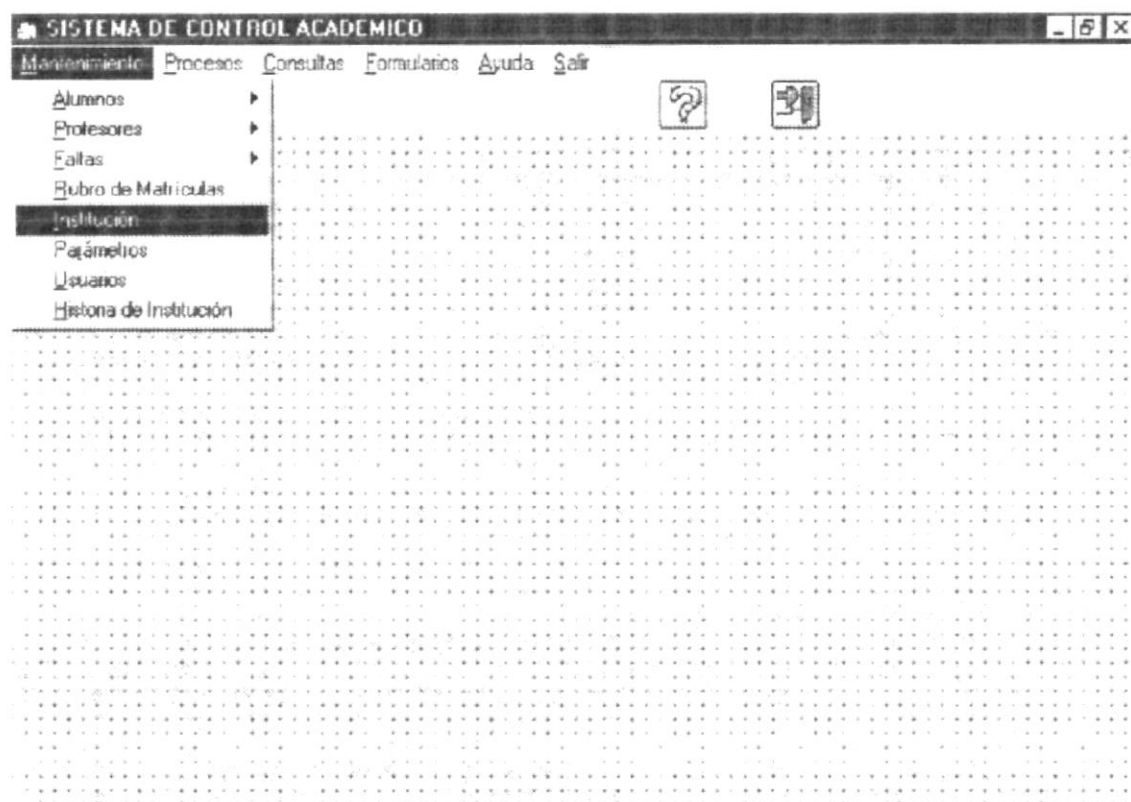 SISTEMA DE CONTROL ACADEMICO
Mantenimiento Procesos Consultas Formularios Ayuda Salir
Alumnos
Profesores
Faltas
Rubro de Matriculas
Institución
Parámetros
Usuarios
Historia de Institución